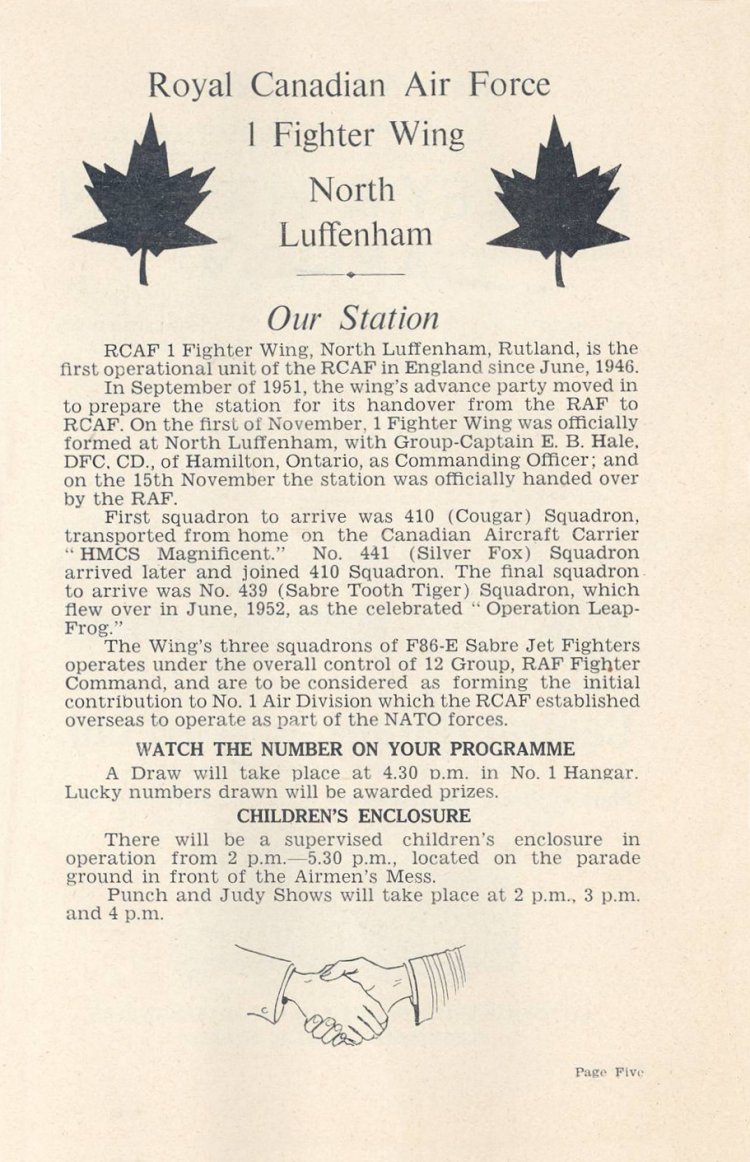 Royal Canadian Air Force
1 Fighter Wing
North
Luffenham
Our Station
RCAF 1 Fighter Wing, North Luffenham, Rutland, is the
first operational unit of the RCAF in England since June, 1946.
In September of 1951, the wing's advance party moved in
to prepare the station for its handover from the RAF to
RCAF. On the first of November, 1 Fighter Wing was officially
formed at North Luffenham, with Group-Captain E. B. Hale,
DFC, CD., of Hamilton, Ontario, as Commanding Officer; and
on the 15th November the station was officially handed over
by the RAF.
First squadron to arrive was 410 (Cougar) Squadron,
transported from home on the Canadian Aircraft Carrier
" HMCS Magnificent." No. 441 (Silver Fox) Squadron
arrived later and joined 410 Squadron. The final squadron
to arrive was No. 439 (Sabre Tooth Tiger) Squadron, which
flew over in June, 1952, as the celebrated " Operation Leap-
Frog."
The Wing's three squadrons of F86-E Sabre Jet Fighters
operates under the overall control of 12 Group, RAF Fighter
Command, and are to be considered as forming the initial
contribution to No. 1 Air Division which the RCAF established
overseas to operate as part of the NATO forces.
WATCH THE NUMBER ON YOUR PROGRAMME
A Draw will take place at 4.30 p.m. in No. 1 Hangar.
Lucky numbers drawn will be awarded prizes.
CHILDREN'S ENCLOSURE
There will be a supervised children's enclosure in
operation from 2 p.m.—5.30 p.m., located on the parade
ground in front of the Airmen's Mess.
Punch and Judy Shows will take place at 2 p.m., 3 p.m.
and 4 p.m.
Page Five